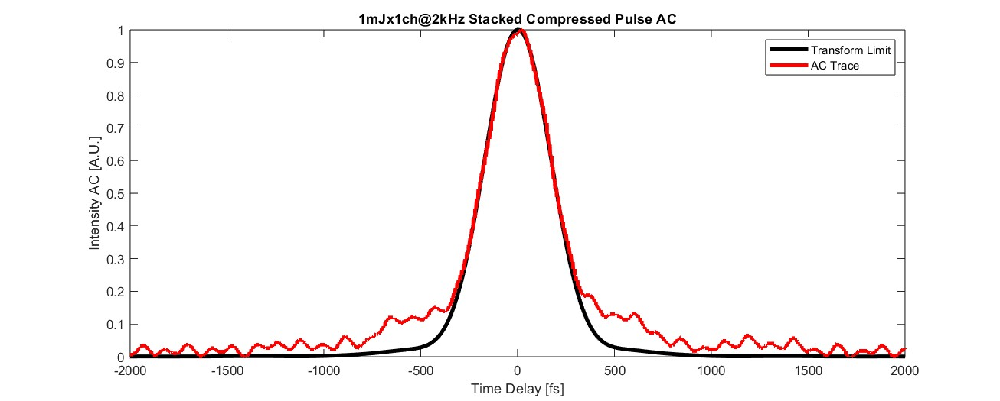 1mJx1ch@2kHz Stacked Compressed Pulse AC
Transform Limit
AC Trace
Intensity AC [A.U.]
1
0.9
0.8
0.7
0.6
0.5
0.4
0.3
0.2
0.1
0
-2000 -1500 -1000 -500 0 500 1000 1500 2000
Time Delay [fs]